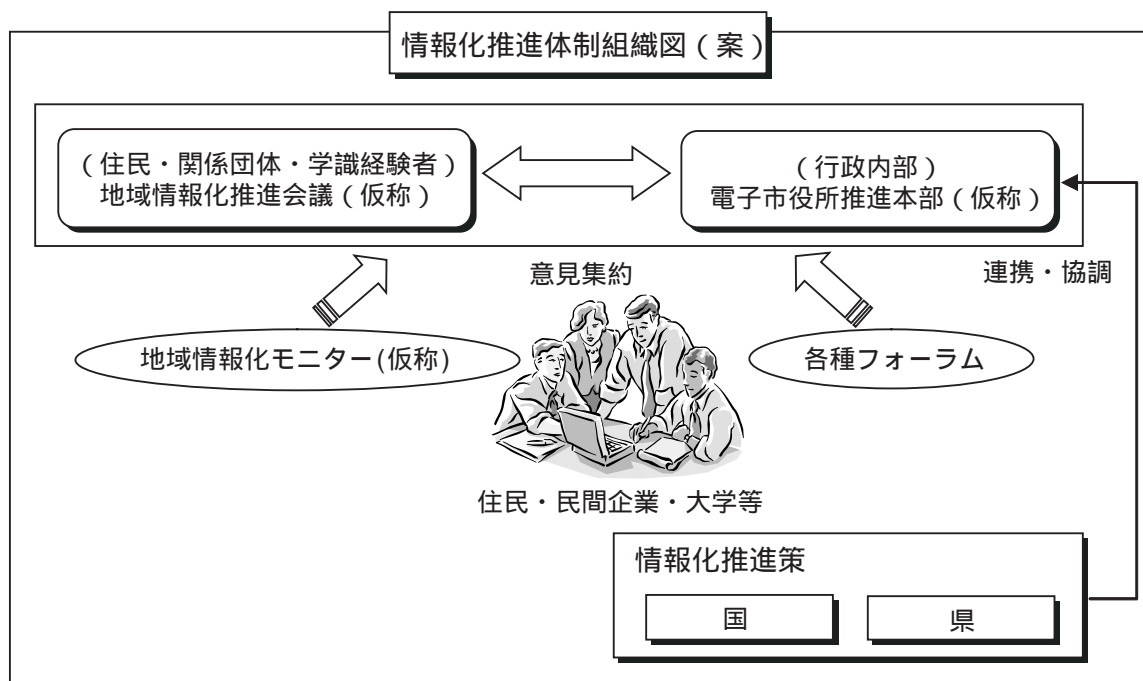 情報化推進体制組織図（案）
（住民・関係団体・学識経験者）
地域情報化推進会議（仮称）
（行政内部）
電子市役所推進本部（仮称）
意見集約
連携・協調
地域情報化モニター(仮称)
各種フォーラム
住民・民間企業・大学等
情報化推進策
国
県